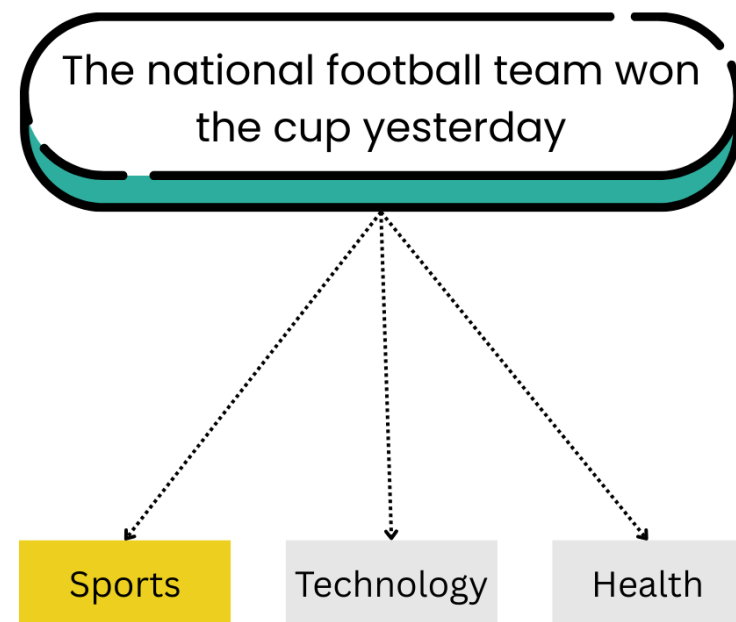 The national football team won
the cup yesterday
Sports
Technology
Health